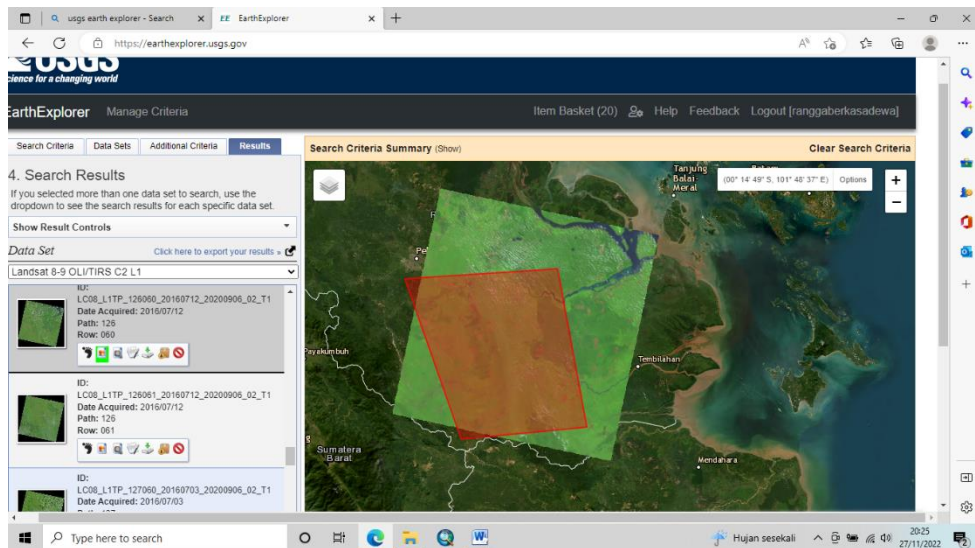 usgs earth explorer - Search
EE EarthExplorer
https://earthexplorer.usgs.gov
USGS
science for a changing world
EarthExplorer Manage Criteria Item Basket (20) Help Feedback Logout [ranggaberkasadewa]
Search Criteria Data Sets Additional Criteria Results
Search Criteria Summary (Show) Clear Search Criteria
4. Search Results
If you selected more than one data set to search, use the
dropdown to see the search results for each specific data set.
Show Result Controls
Data Set Click here to export your results »
Landsat 8-9 OLI/TIRS C2 L1
ID:
LC08_L1TP_126060_20160712_20200906_02_T1
Date Acquired: 2016/07/12
Path: 126
Row: 060
ID:
LC08_L1TP_126061_20160712_20200906_02_T1
Date Acquired: 2016/07/12
Path: 126
Row: 061
ID:
LC08_L1TP_127060_20160703_20200906_02_T1
Date Acquired: 2016/07/03
Tanjung
Balai
Meral
(00° 14' 49" S, 101° 48' 37" E) Options
+
−
Pe
Payakumbuh
Tembilahan
Sumatera
Barat
Mendahara
Type here to search
Hujan sesekali
20:25
27/11/2022